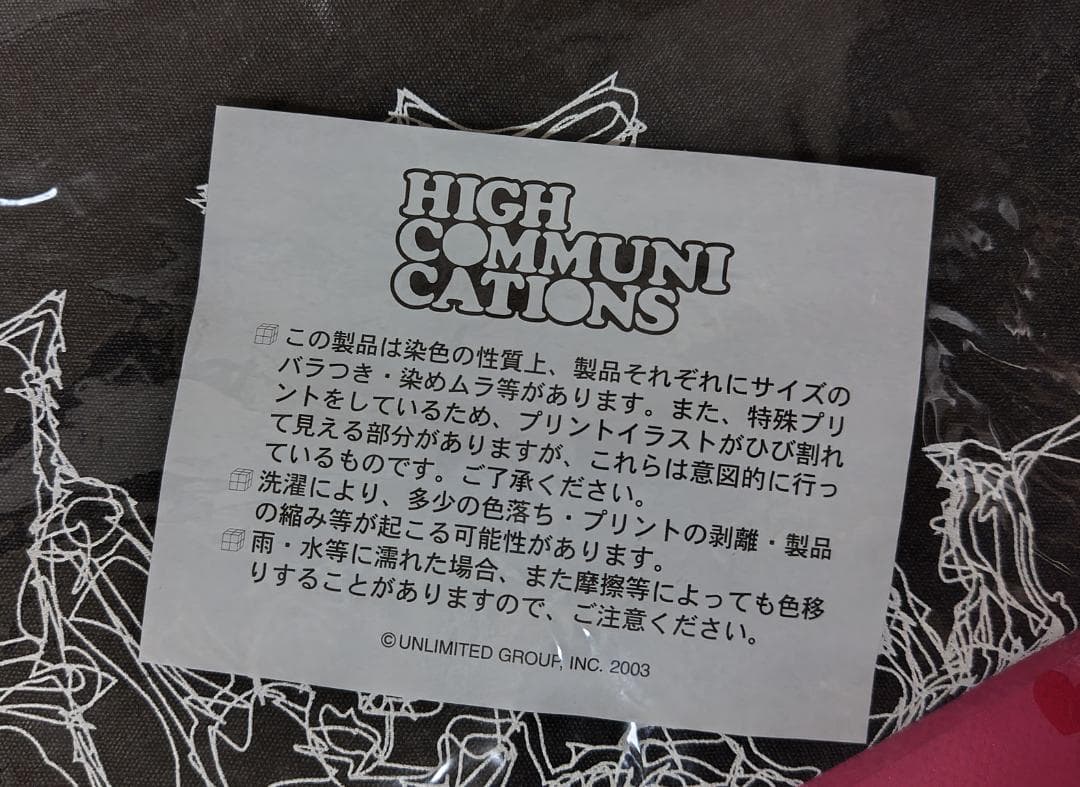 HIGH
COMMUNI
CATIONS
この製品は染色の性質上、製品それぞれにサイズの
バラつき・染めムラ等があります。また、特殊プリ
ントをしているため、プリントイラストがひび割れ
て見える部分がありますが、これらは意図的に行っ
ているものです。ご了承ください。
洗濯により、多少の色落ち・プリントの剥離・製品
の縮み等が起こる可能性があります。
雨・水等に濡れた場合、また摩擦等によっても色移
りすることがありますので、ご注意ください。
©UNLIMITED GROUP, INC. 2003